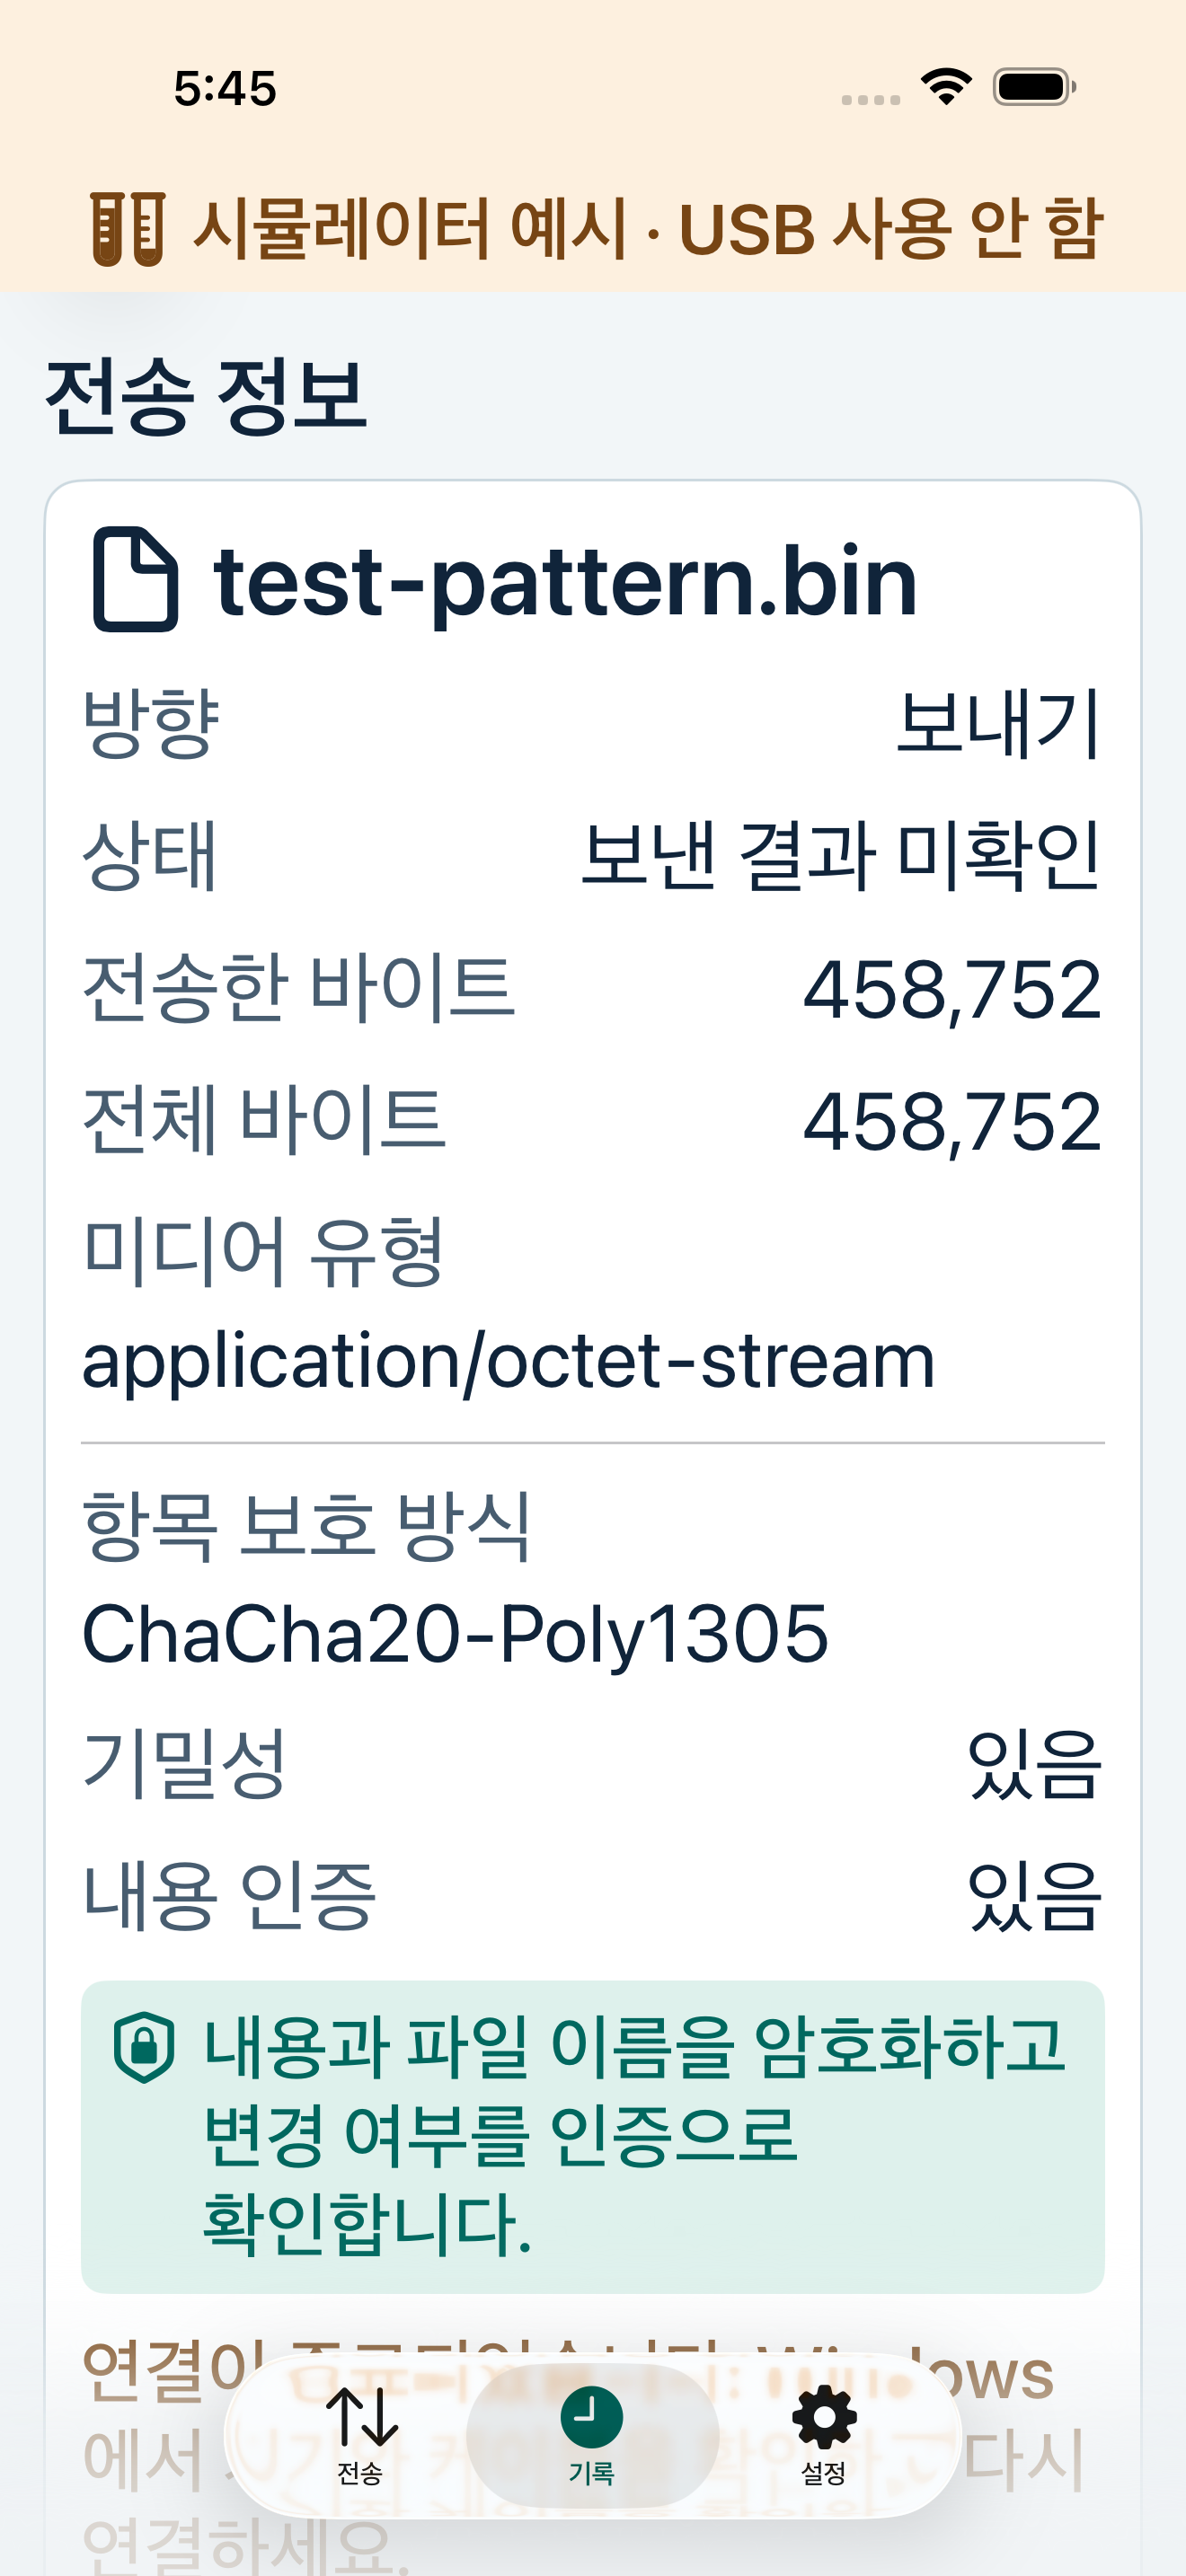 5:45
시뮬레이터 예시 · USB 사용 안 함
전송 정보
test-pattern.bin
방향 보내기
상태 보낸 결과 미확인
전송한 바이트 458,752
전체 바이트 458,752
미디어 유형
application/octet-stream
항목 보호 방식
ChaCha20-Poly1305
기밀성 있음
내용 인증 있음
내용과 파일 이름을 암호화하고
변경 여부를 인증으로
확인합니다.
연결이
에서 다시
연결하세요.
전송 기록 설정